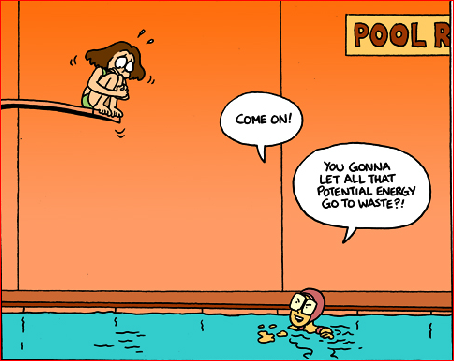 POOL R
COME ON!
YOU GONNA
LET ALL THAT
POTENTIAL ENERGY
GO TO WASTE?!